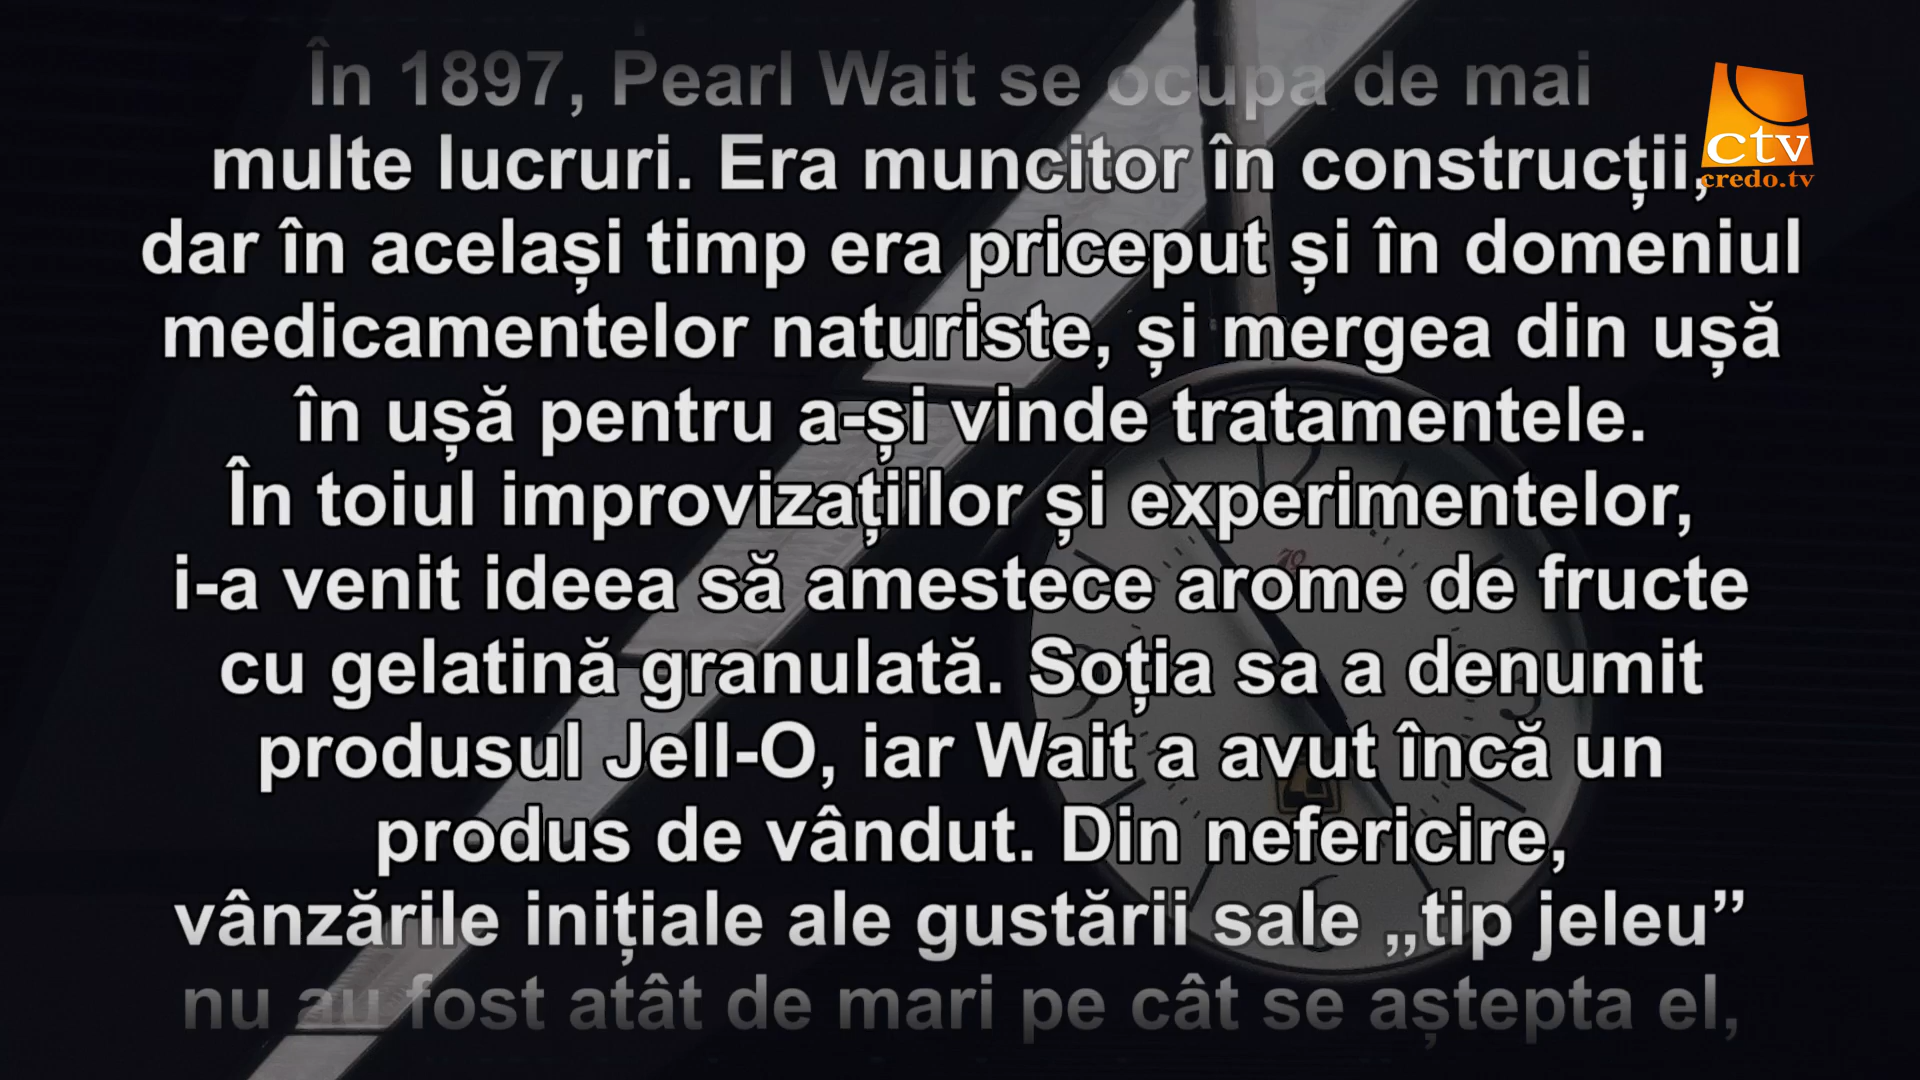 În 1897, Pearl Wait se ocupa de mai
multe lucruri. Era muncitor în construcții,
dar în același timp era priceput și în domeniul
medicamentelor naturiste, și mergea din ușă
în ușă pentru a-și vinde tratamentele.
În toiul improvizațiilor și experimentelor,
i-a venit ideea să amestece arome de fructe
cu gelatină granulată. Soția sa a denumit
produsul Jell-O, iar Wait a avut încă un
produs de vândut. Din nefericire,
vânzările inițiale ale gustării sale „tip jeleu”
nu au fost atât de mari pe cât se aștepta el,
ctv
credo.tv